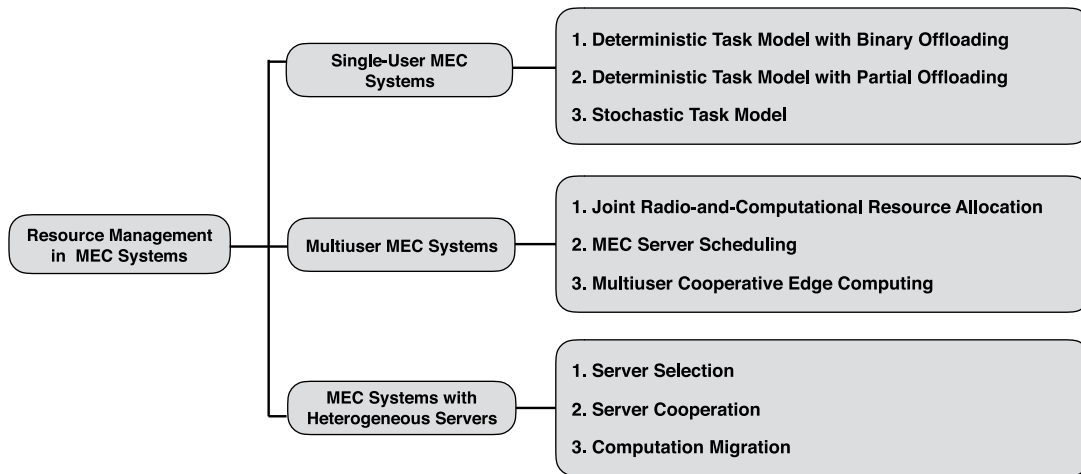 Resource Management
in MEC Systems
Single-User MEC
Systems
1. Deterministic Task Model with Binary Offloading
2. Deterministic Task Model with Partial Offloading
3. Stochastic Task Model
Multiuser MEC Systems
1. Joint Radio-and-Computational Resource Allocation
2. MEC Server Scheduling
3. Multiuser Cooperative Edge Computing
MEC Systems with
Heterogeneous Servers
1. Server Selection
2. Server Cooperation
3. Computation Migration